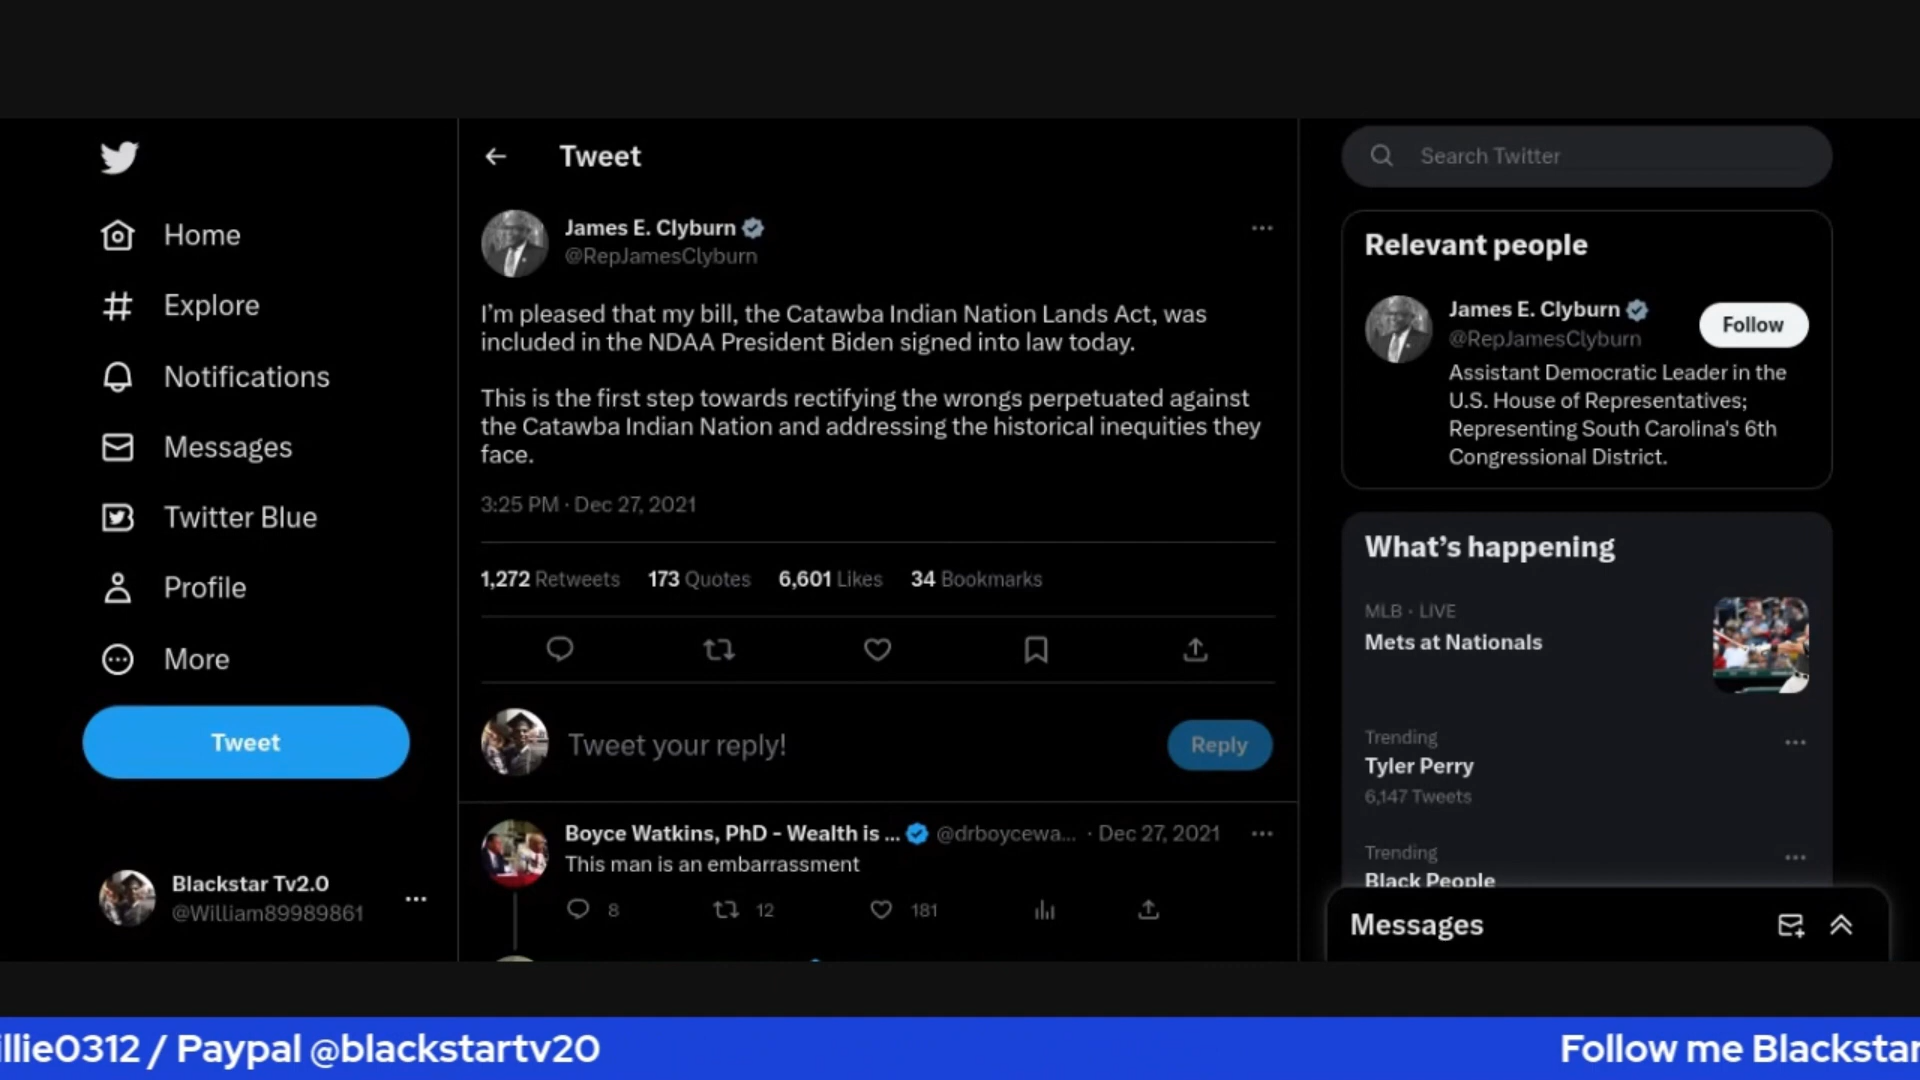 Home
Explore
Notifications
Messages
Twitter Blue
Profile
More
Tweet
Blackstar Tv2.0
@William89989861
Tweet
James E. Clyburn
@RepJamesClyburn
I'm pleased that my bill, the Catawba Indian Nation Lands Act, was
included in the NDAA President Biden signed into law today.
This is the first step towards rectifying the wrongs perpetuated against
the Catawba Indian Nation and addressing the historical inequities they
face.
3:25 PM · Dec 27, 2021
1,272 Retweets 173 Quotes 6,601 Likes 34 Bookmarks
Tweet your reply!
Reply
Boyce Watkins, PhD - Wealth is ... @drboycewa... · Dec 27, 2021
This man is an embarrassment
8 12 181
Search Twitter
Relevant people
James E. Clyburn
@RepJamesClyburn
Follow
Assistant Democratic Leader in the
U.S. House of Representatives;
Representing South Carolina's 6th
Congressional District.
What's happening
MLB · LIVE
Mets at Nationals
Trending
Tyler Perry
6,147 Tweets
Trending
Black People
Messages
illie0312 / Paypal @blackstartv20
Follow me Blackstar